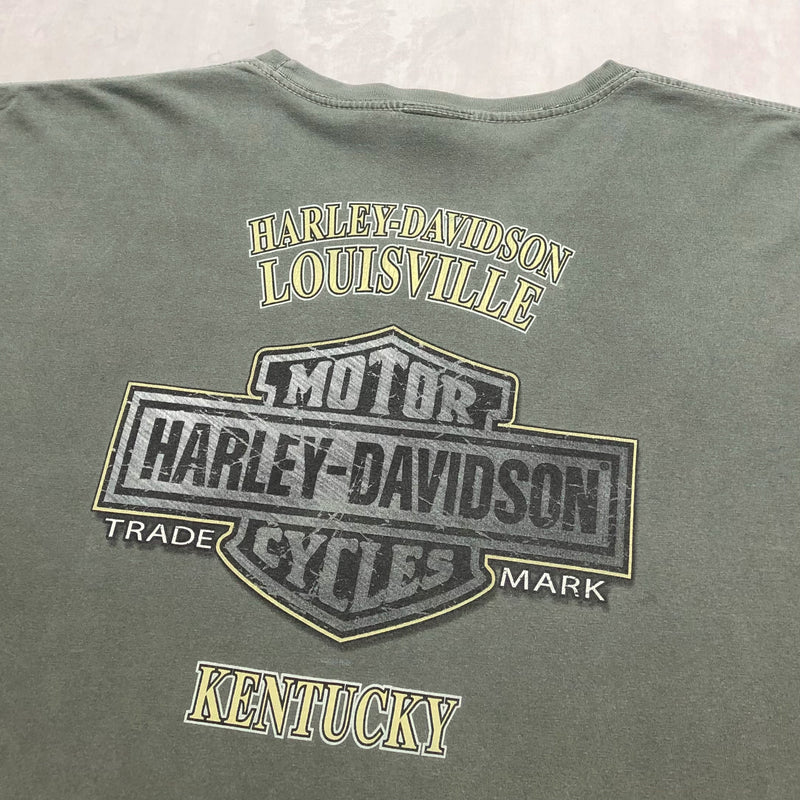 HARLEY-DAVIDSON
LOUISVILLE
MOTOR
HARLEY-DAVIDSON
CYCLES
TRADE MARK
KENTUCKY